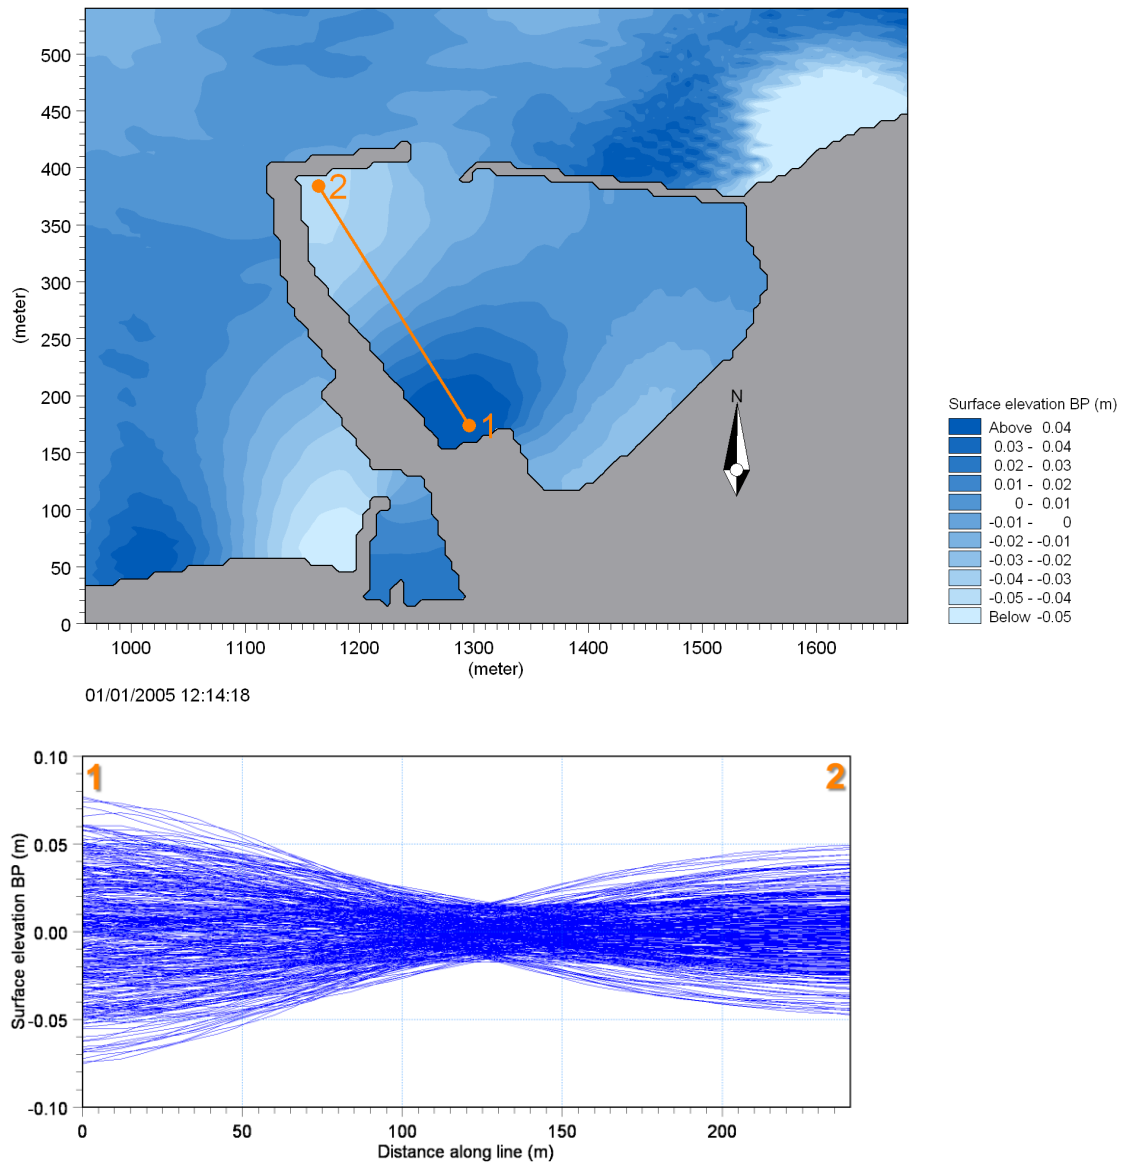 500
450
400
350
300
250
200
150
100
50
0
(meter)
2
1
N
1000 1100 1200 1300 1400 1500 1600
(meter)
01/01/2005 12:14:18
Surface elevation BP (m)
Above 0.04
0.03 - 0.04
0.02 - 0.03
0.01 - 0.02
0 - 0.01
-0.01 - 0
-0.02 - -0.01
-0.03 - -0.02
-0.04 - -0.03
-0.05 - -0.04
Below -0.05
1 2
0.10
0.05
0.00
-0.05
-0.10
Surface elevation BP (m)
0 50 100 150 200
Distance along line (m)